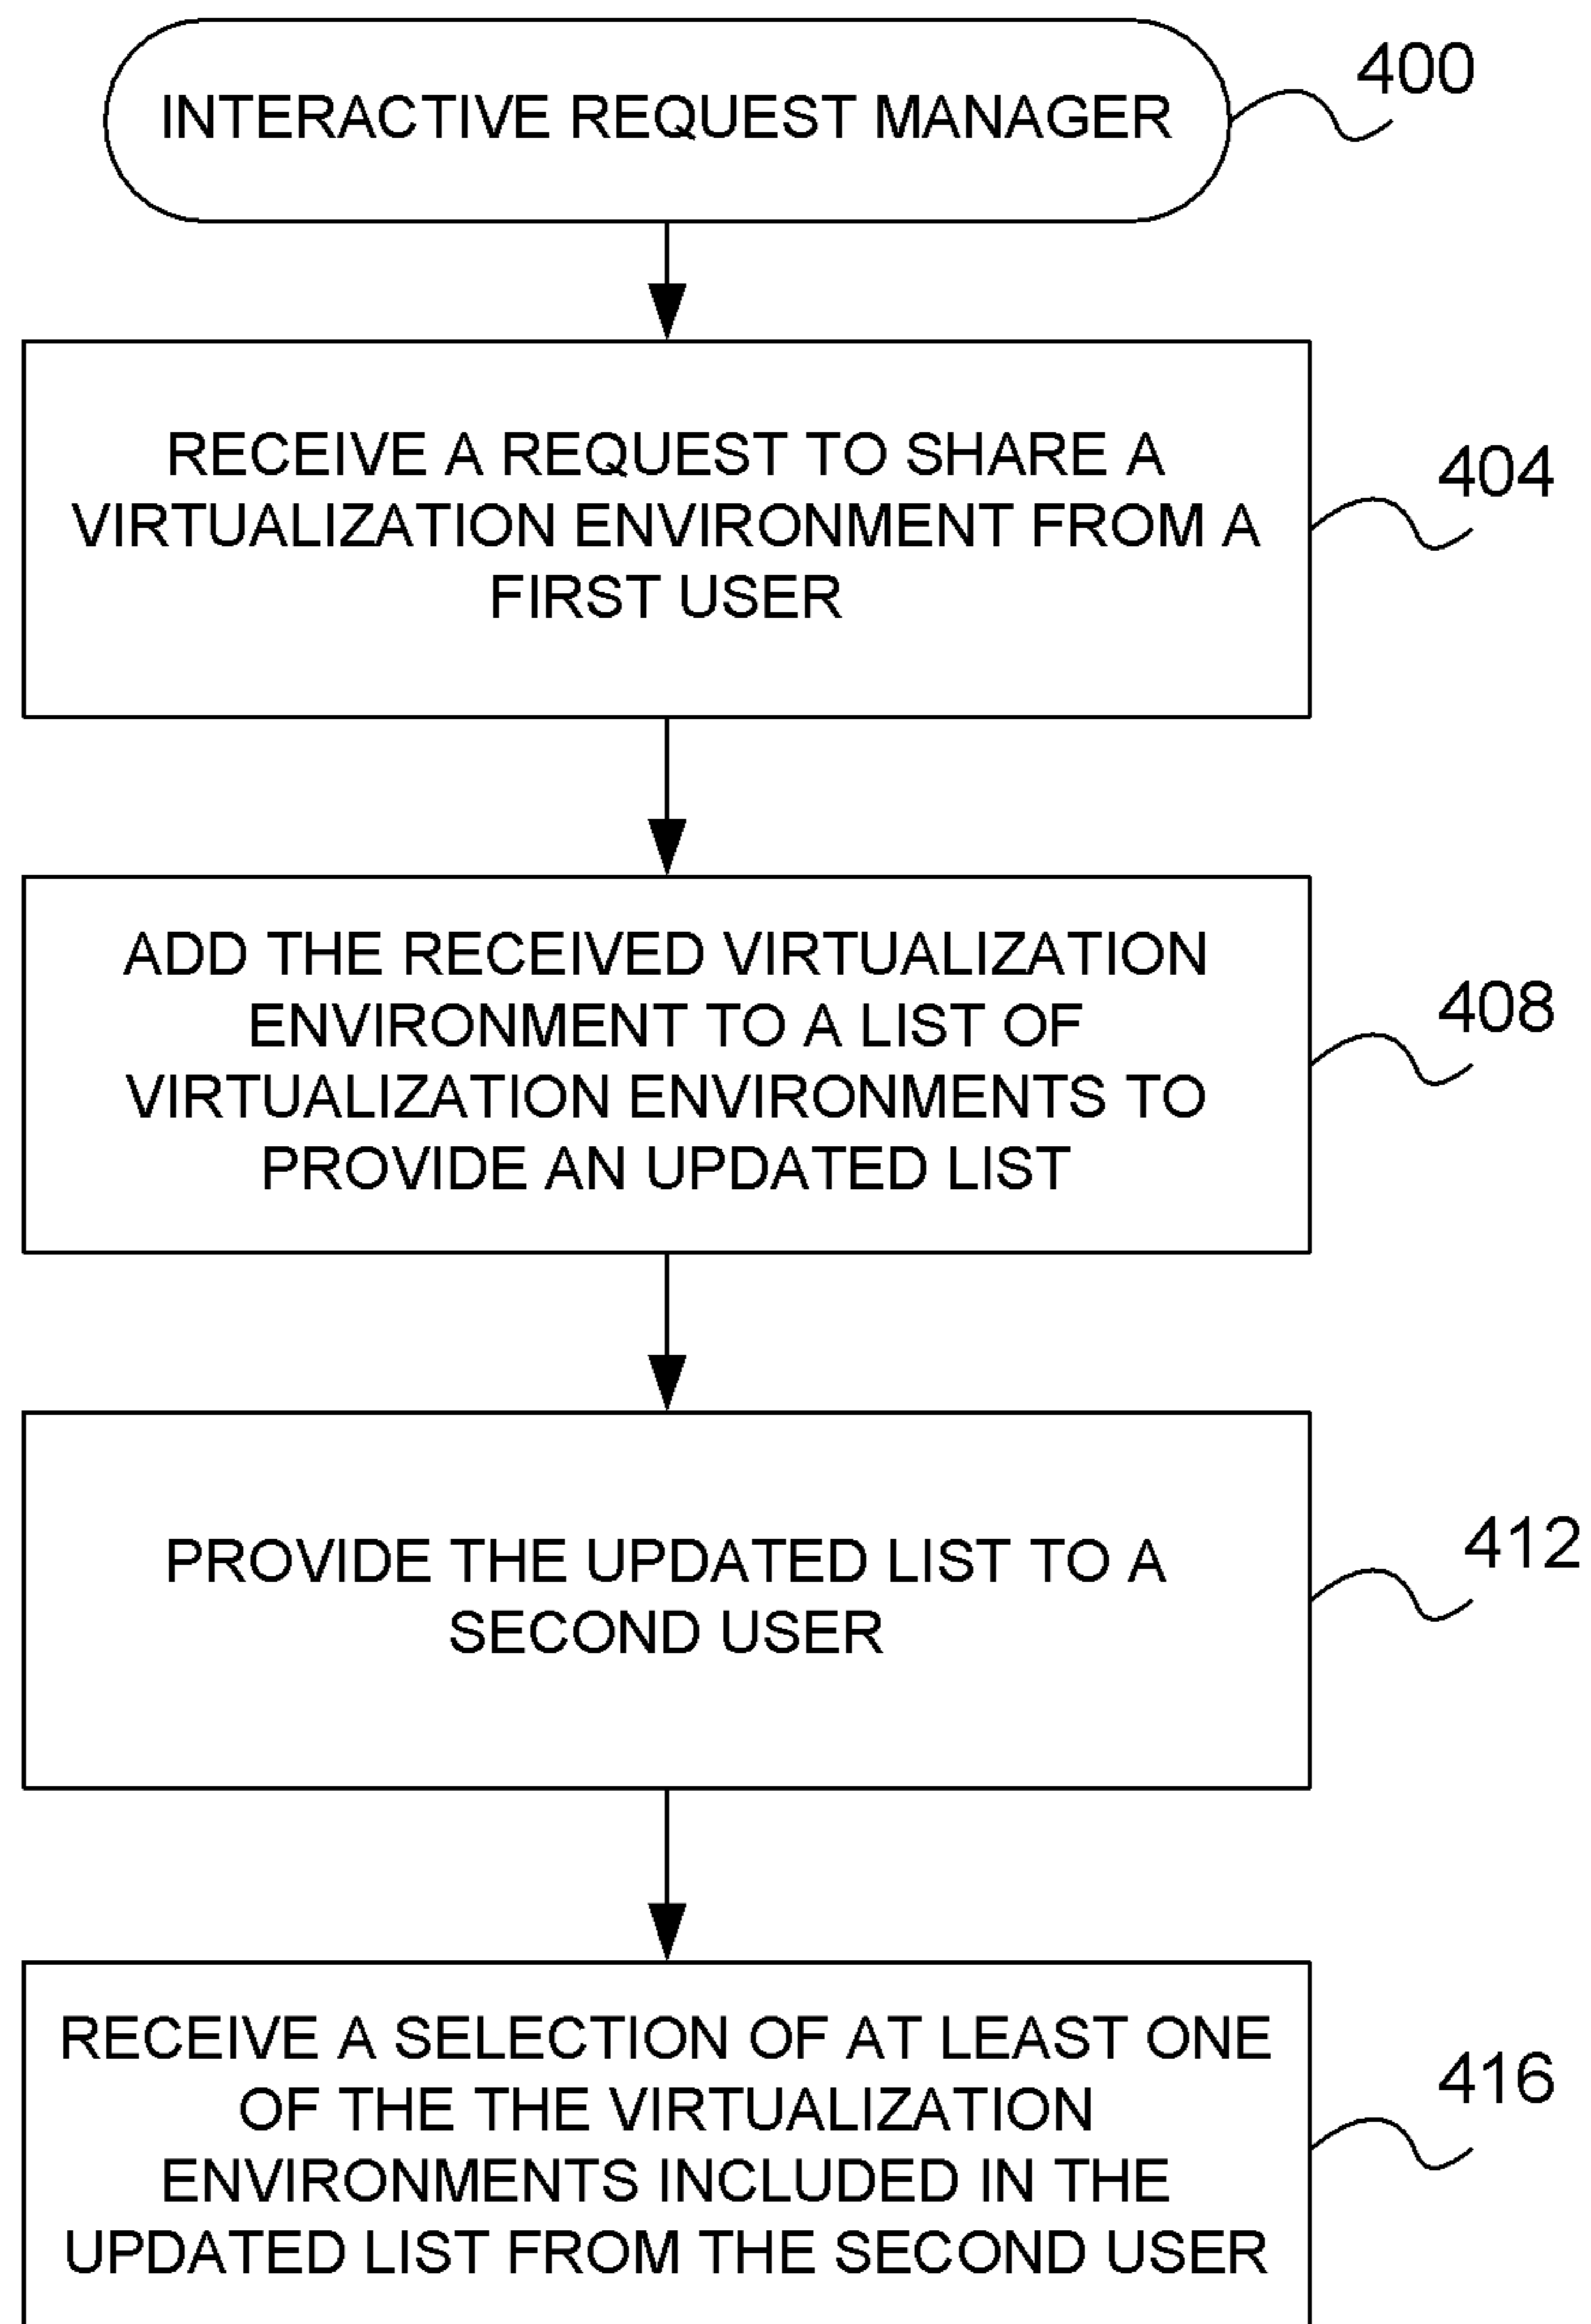 INTERACTIVE REQUEST MANAGER
400
RECEIVE A REQUEST TO SHARE A
VIRTUALIZATION ENVIRONMENT FROM A
FIRST USER
404
ADD THE RECEIVED VIRTUALIZATION
ENVIRONMENT TO A LIST OF
VIRTUALIZATION ENVIRONMENTS TO
PROVIDE AN UPDATED LIST
408
PROVIDE THE UPDATED LIST TO A
SECOND USER
412
RECEIVE A SELECTION OF AT LEAST ONE
OF THE THE VIRTUALIZATION
ENVIRONMENTS INCLUDED IN THE
UPDATED LIST FROM THE SECOND USER
416